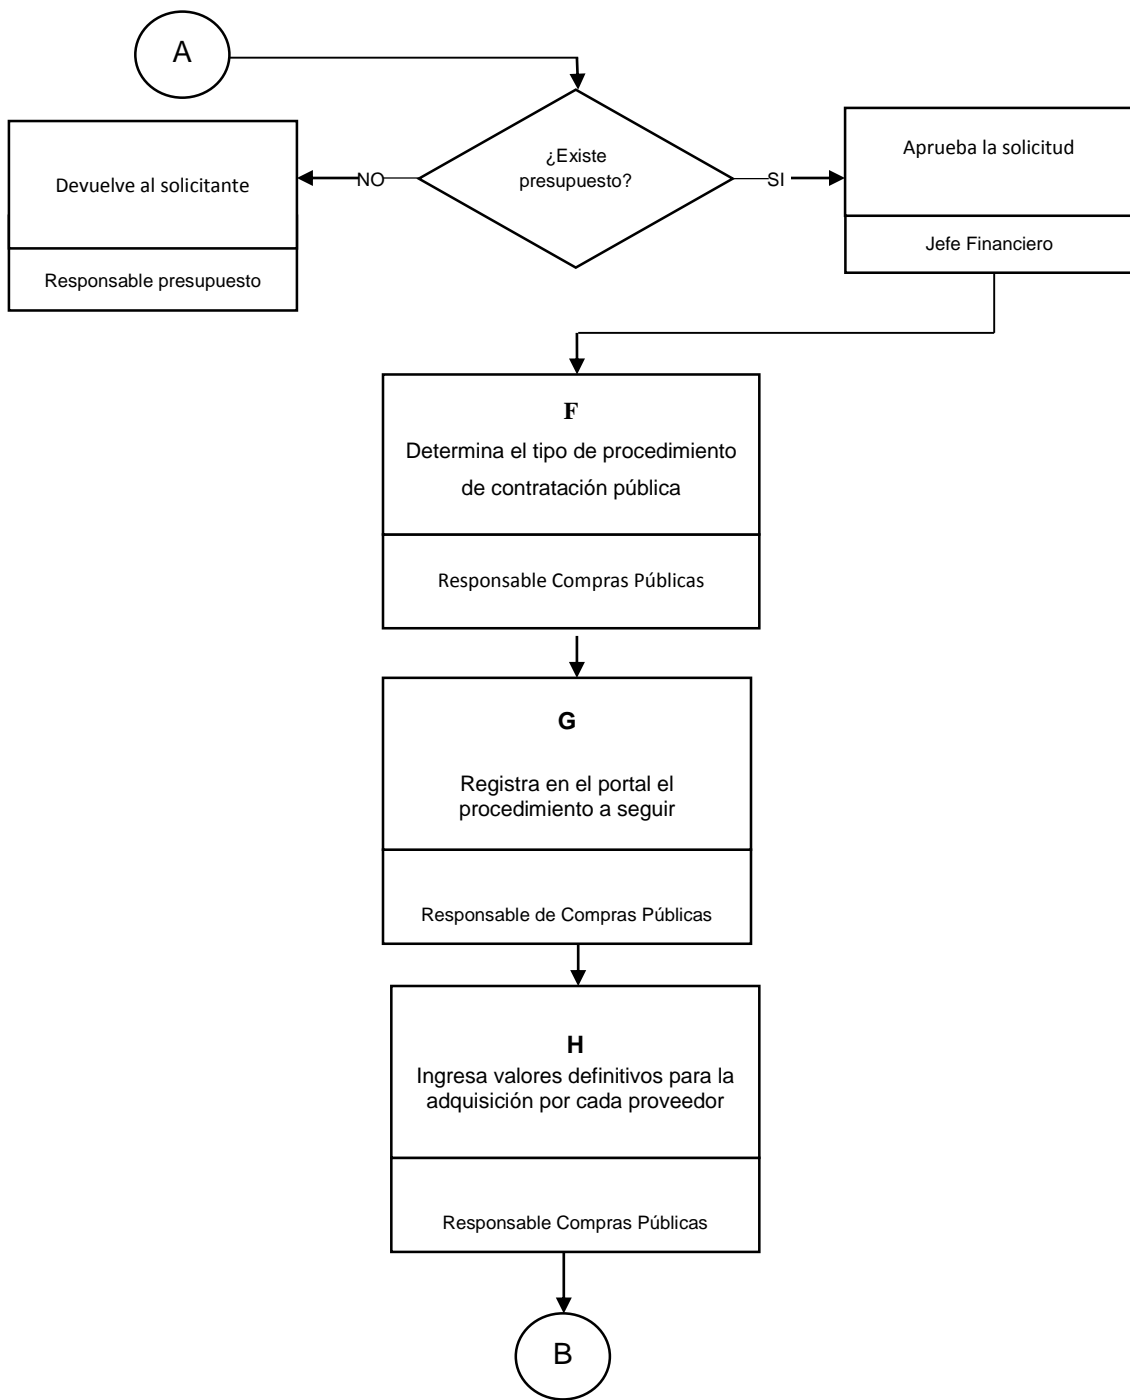 A
¿Existe
presupuesto?
NO
SI
Devuelve al solicitante
Responsable presupuesto
Aprueba la solicitud
Jefe Financiero
F
Determina el tipo de procedimiento
de contratación pública
Responsable Compras Públicas
G
Registra en el portal el
procedimiento a seguir
Responsable de Compras Públicas
H
Ingresa valores definitivos para la
adquisición por cada proveedor
Responsable Compras Públicas
B